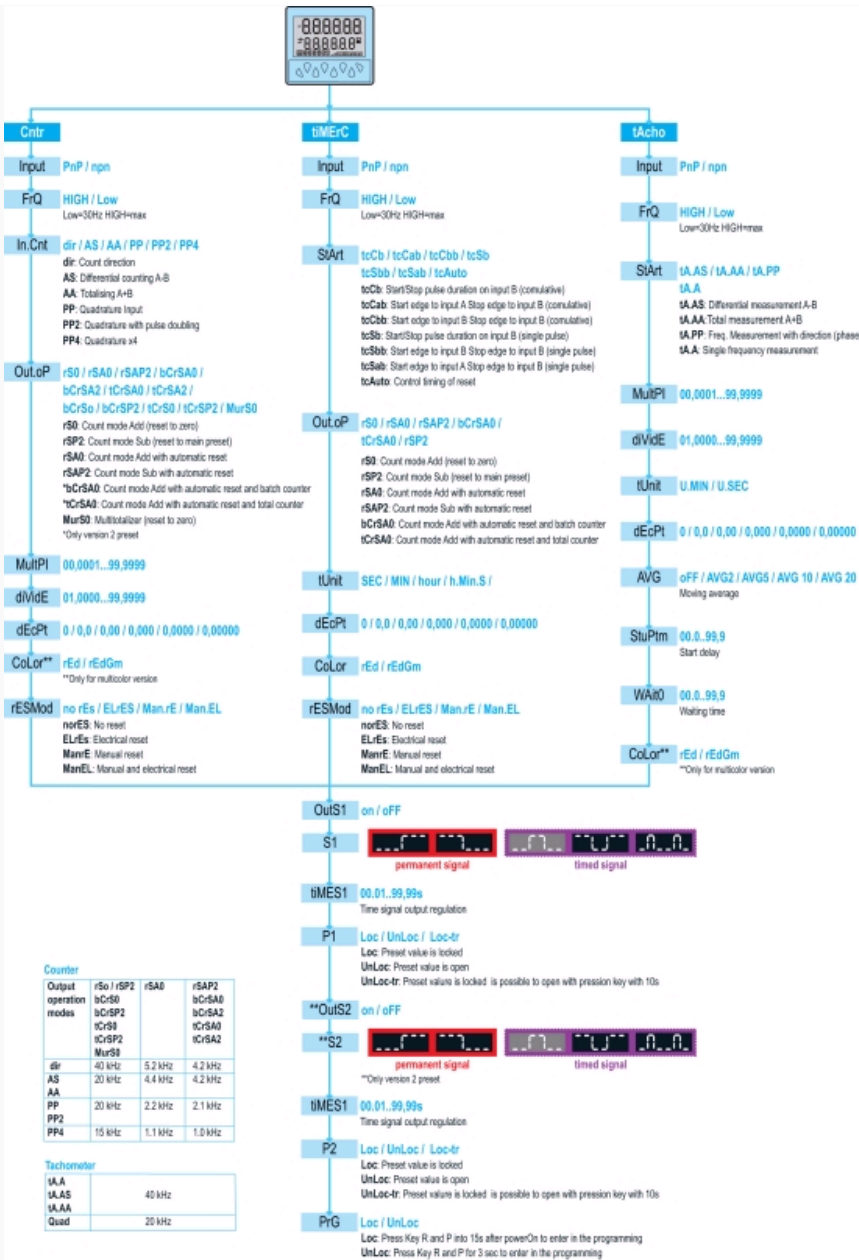 -888888
-888888
Cntr
Input PnP / npn
FrQ HIGH / Low
Low=30Hz HIGH=max
In.Cnt dir / AS / AA / PP / PP2 / PP4
dir: Count direction
AS: Differential counting A-B
AA: Totalising A+B
PP: Quadrature Input
PP2: Quadrature with pulse doubling
PP4: Quadrature x4
Out.oP rS0 / rSA0 / rSAP2 / bCrSA0 /
bCrSA2 / tCrSA0 / tCrSA2 /
bCrSo / bCrSP2 / tCrS0 / tCrSP2 / MurS0
rS0: Count mode Add (reset to zero)
rSP2: Count mode Sub (reset to main preset)
rSA0: Count mode Add with automatic reset
rSAP2: Count mode Sub with automatic reset
*bCrSA0: Count mode Add with automatic reset and batch counter
*tCrSA0: Count mode Add with automatic reset and total counter
MurS0: Multitotalizer (reset to zero)
*Only version 2 preset
MultPl 00,0001...99,9999
diVidE 01,0000...99,9999
dEcPt 0 / 0,0 / 0,00 / 0,000 / 0,0000 / 0,00000
CoLor** rEd / rEdGrn
**Only for multicolor version
rESMod no rEs / ELrES / Man.rE / Man.EL
norES: No reset
ELrEs: Electrical reset
ManrE: Manual reset
ManEL: Manual and electrical reset
tiMErC
Input PnP / npn
FrQ HIGH / Low
Low=30Hz HIGH=max
StArt tcCb / tcCab / tcCbb / tcSb
tcSbb / tcSab / tcAuto
tcCb: Start/Stop pulse duration on input B (comulative)
tcCab: Start edge to input A Stop edge to input B (comulative)
tcCbb: Start edge to input B Stop edge to input B (comulative)
tcSb: Start/Stop pulse duration on input B (single pulse)
tcSbb: Start edge to input B Stop edge to input B (single pulse)
tcSab: Start edge to input A Stop edge to input B (single pulse)
tcAuto: Control timing of reset
Out.oP rS0 / rSA0 / rSAP2 / bCrSA0 /
tCrSA0 / rSP2
rS0: Count mode Add (reset to zero)
rSP2: Count mode Sub (reset to main preset)
rSA0: Count mode Add with automatic reset
rSAP2: Count mode Sub with automatic reset
bCrSA0: Count mode Add with automatic reset and batch counter
tCrSA0: Count mode Add with automatic reset and total counter
tUnit SEC / MIN / hour / h.Min.S /
dEcPt 0 / 0,0 / 0,00 / 0,000 / 0,0000 / 0,00000
CoLor rEd / rEdGrn
rESMod no rEs / ELrES / Man.rE / Man.EL
norES: No reset
ELrEs: Electrical reset
ManrE: Manual reset
ManEL: Manual and electrical reset
tAcho
Input PnP / npn
FrQ HIGH / Low
Low=30Hz HIGH=max
StArt tA.AS / tA.AA / tA.PP
tA.A
tA.AS: Differential measurement A-B
tA.AA: Total measurement A+B
tA.PP: Freq. Measurement with direction (phase
tA.A: Single frequency measurement
MultPl 00,0001...99,9999
diVidE 01,0000...99,9999
tUnit U.MIN / U.SEC
dEcPt 0 / 0,0 / 0,00 / 0,000 / 0,0000 / 0,00000
AVG oFF / AVG2 / AVG5 / AVG 10 / AVG 20
Moving average
StuPtm 00.0..99,9
Start delay
WAit0 00.0..99,9
Waiting time
CoLor** rEd / rEdGrn
**Only for multicolor version
OutS1 on / oFF
S1
permanent signal timed signal
tiMES1 00.01..99,99s
Time signal output regulation
P1 Loc / UnLoc / Loc-tr
Loc: Preset value is locked
UnLoc: Preset value is open
UnLoc-tr: Preset valure is locked is possible to open with pression key with 10s
**OutS2 on / oFF
**S2
permanent signal timed signal
**Only version 2 preset
tiMES1 00.01..99,99s
Time signal output regulation
P2 Loc / UnLoc / Loc-tr
Loc: Preset value is locked
UnLoc: Preset value is open
UnLoc-tr: Preset valure is locked is possible to open with pression key with 10s
PrG Loc / UnLoc
Loc: Press Key R and P into 15s after powerOn to enter in the programming
UnLoc: Press Key R and P for 3 sec to enter in the programming
Counter
Output operation modes rSo / rSP2 bCrS0 bCrSP2 tCrS0 tCrSP2 MurS0 rSA0 rSAP2 bCrSA0 bCrSA2 tCrSA0 tCrSA2
dir 40 kHz 5.2 kHz 4.2 kHz
AS AA 20 kHz 4.4 kHz 4.2 kHz
PP PP2 20 kHz 2.2 kHz 2.1 kHz
PP4 15 kHz 1.1 kHz 1.0 kHz
Tachometer
tA.A
tA.AS 40 kHz
tA.AA
Quad 20 kHz